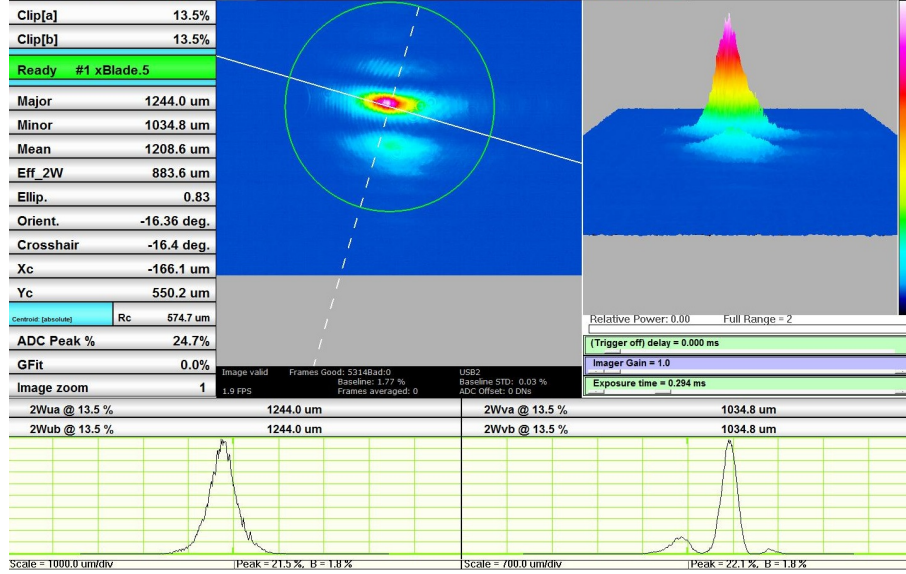 Clip[a] 13.5%
Clip[b] 13.5%
Ready #1 xBlade.5
Major 1244.0 um
Minor 1034.8 um
Mean 1208.6 um
Eff_2W 883.6 um
Ellip. 0.83
Orient. -16.36 deg.
Crosshair -16.4 deg.
Xc -166.1 um
Yc 550.2 um
Centroid: [absolute] Rc 574.7 um
ADC Peak % 24.7%
GFit 0.0%
Image zoom 1
Image valid Frames Good: 5314Bad:0 USB2
Baseline: 1.77 % Baseline STD: 0.03 %
1.9 FPS Frames averaged: 0 ADC Offset: 0 DNs
Relative Power: 0.00 Full Range = 2
(Trigger off) delay = 0.000 ms
Imager Gain = 1.0
Exposure time = 0.294 ms
2Wua @ 13.5 % 1244.0 um
2Wub @ 13.5 % 1244.0 um
2Wva @ 13.5 % 1034.8 um
2Wvb @ 13.5 % 1034.8 um
Scale = 1000.0 um/div Peak = 21.5 %, B = 1.8 %
Scale = 700.0 um/div Peak = 22.1 %, B = 1.8 %